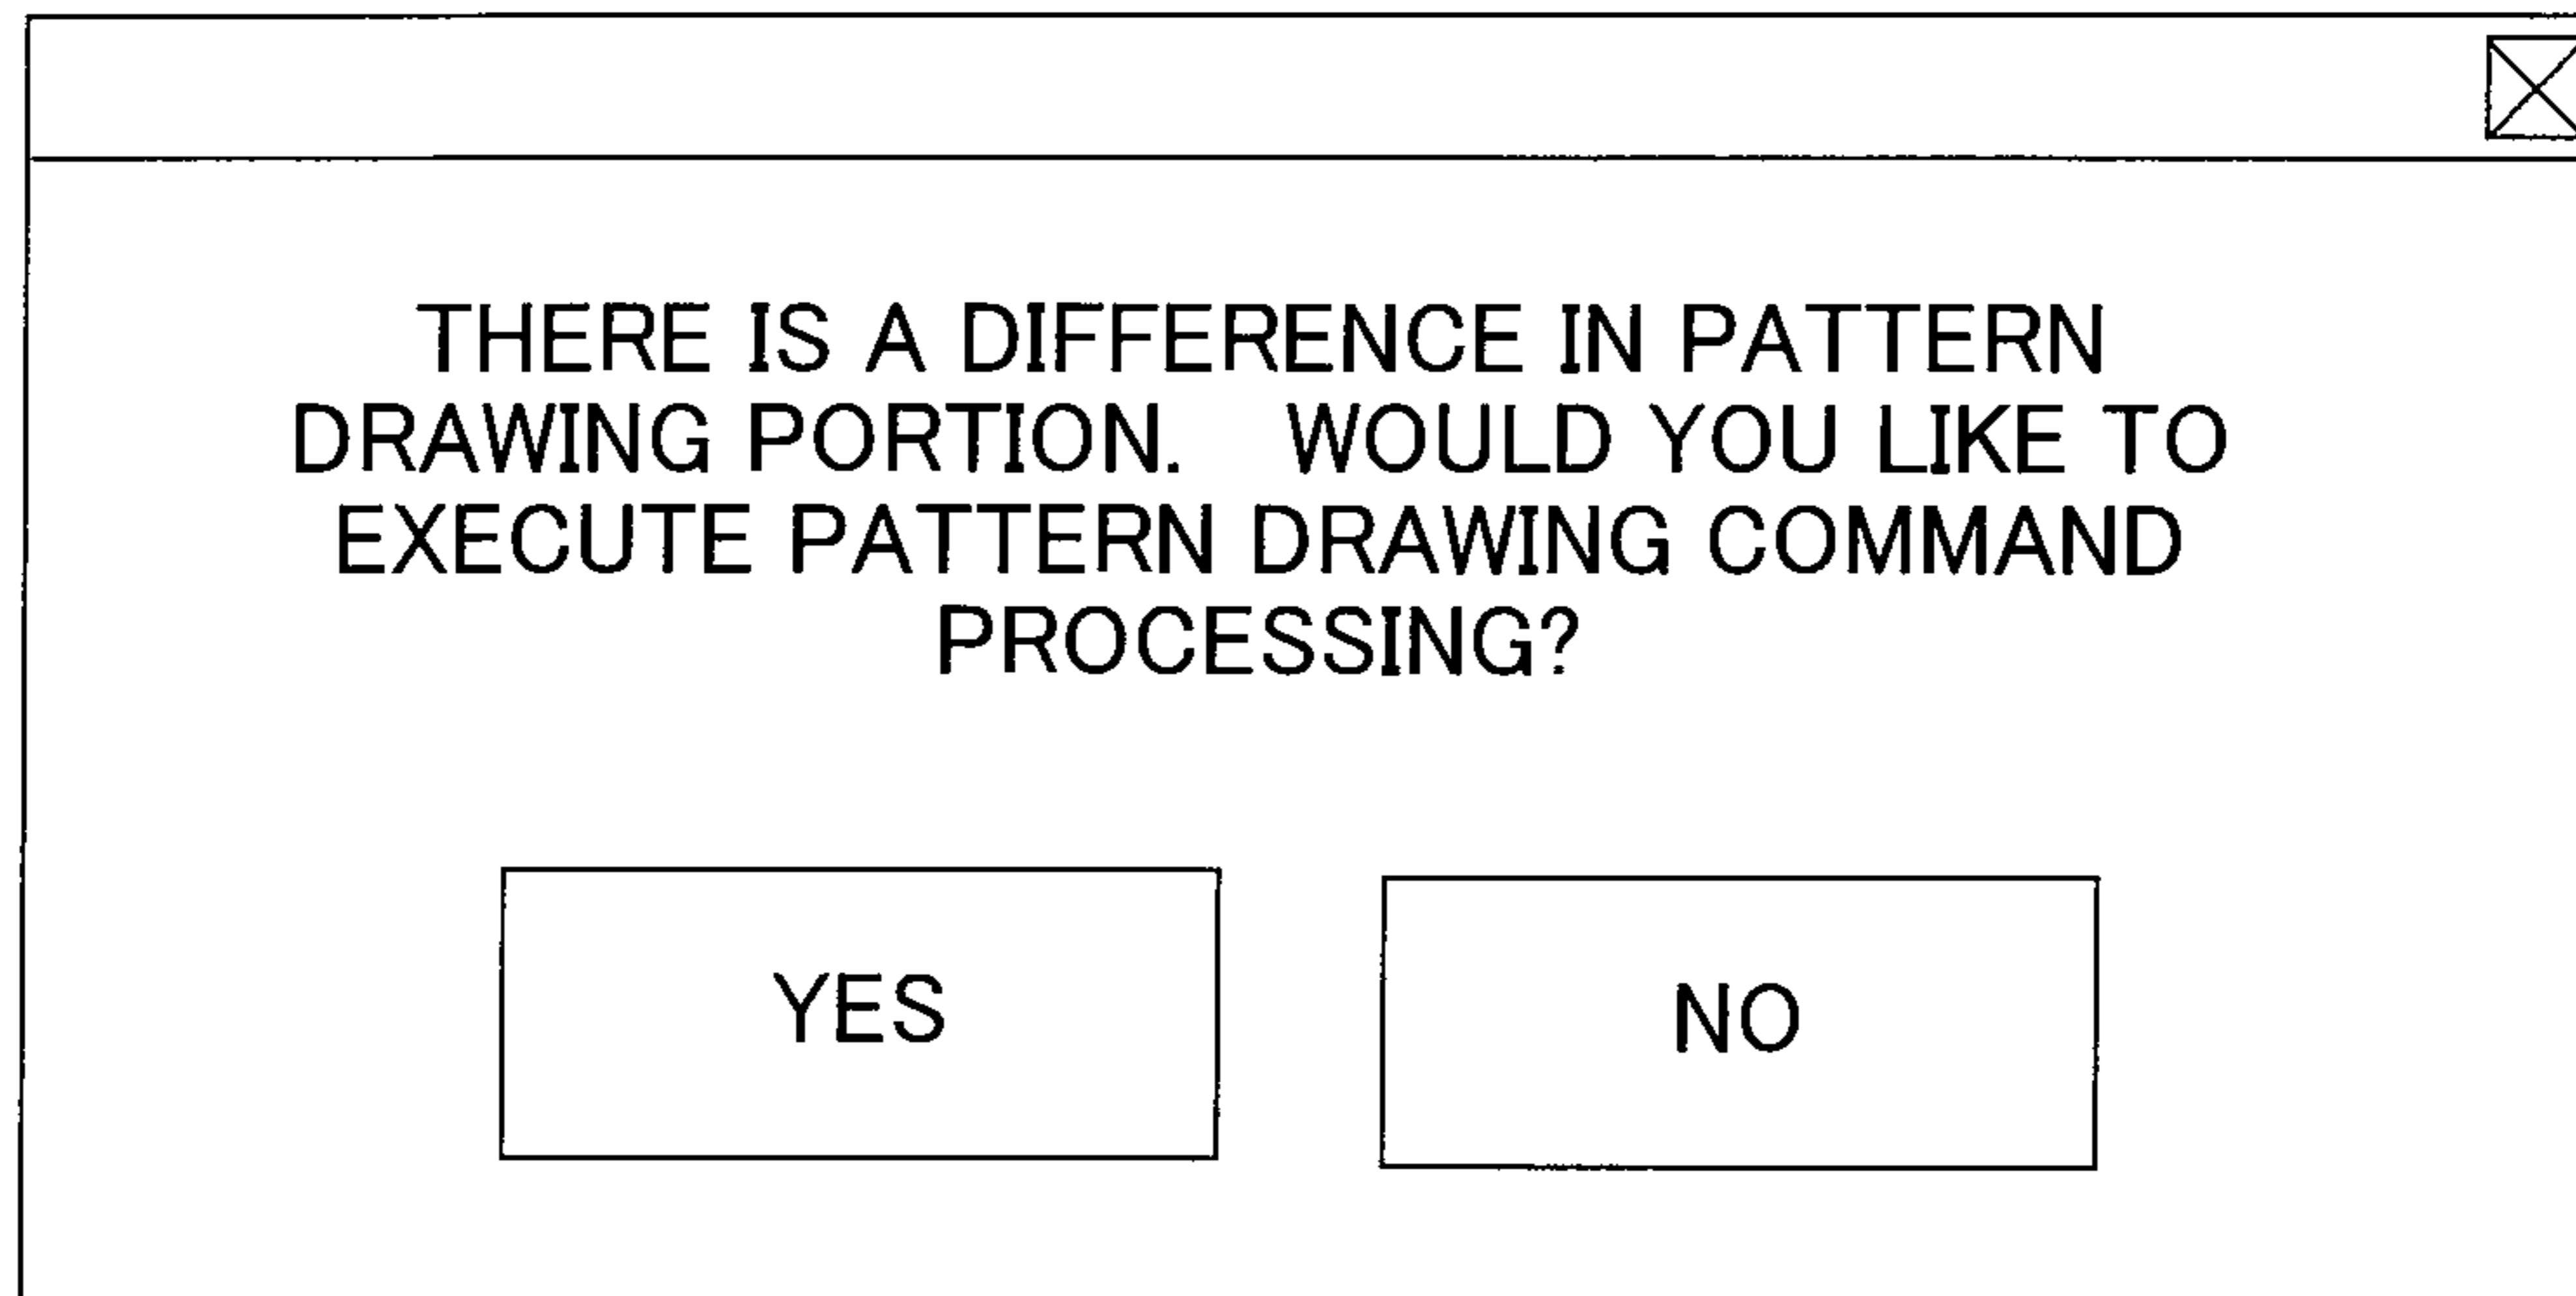 THERE IS A DIFFERENCE IN PATTERN
DRAWING PORTION. WOULD YOU LIKE TO
EXECUTE PATTERN DRAWING COMMAND
PROCESSING?
YES
NO